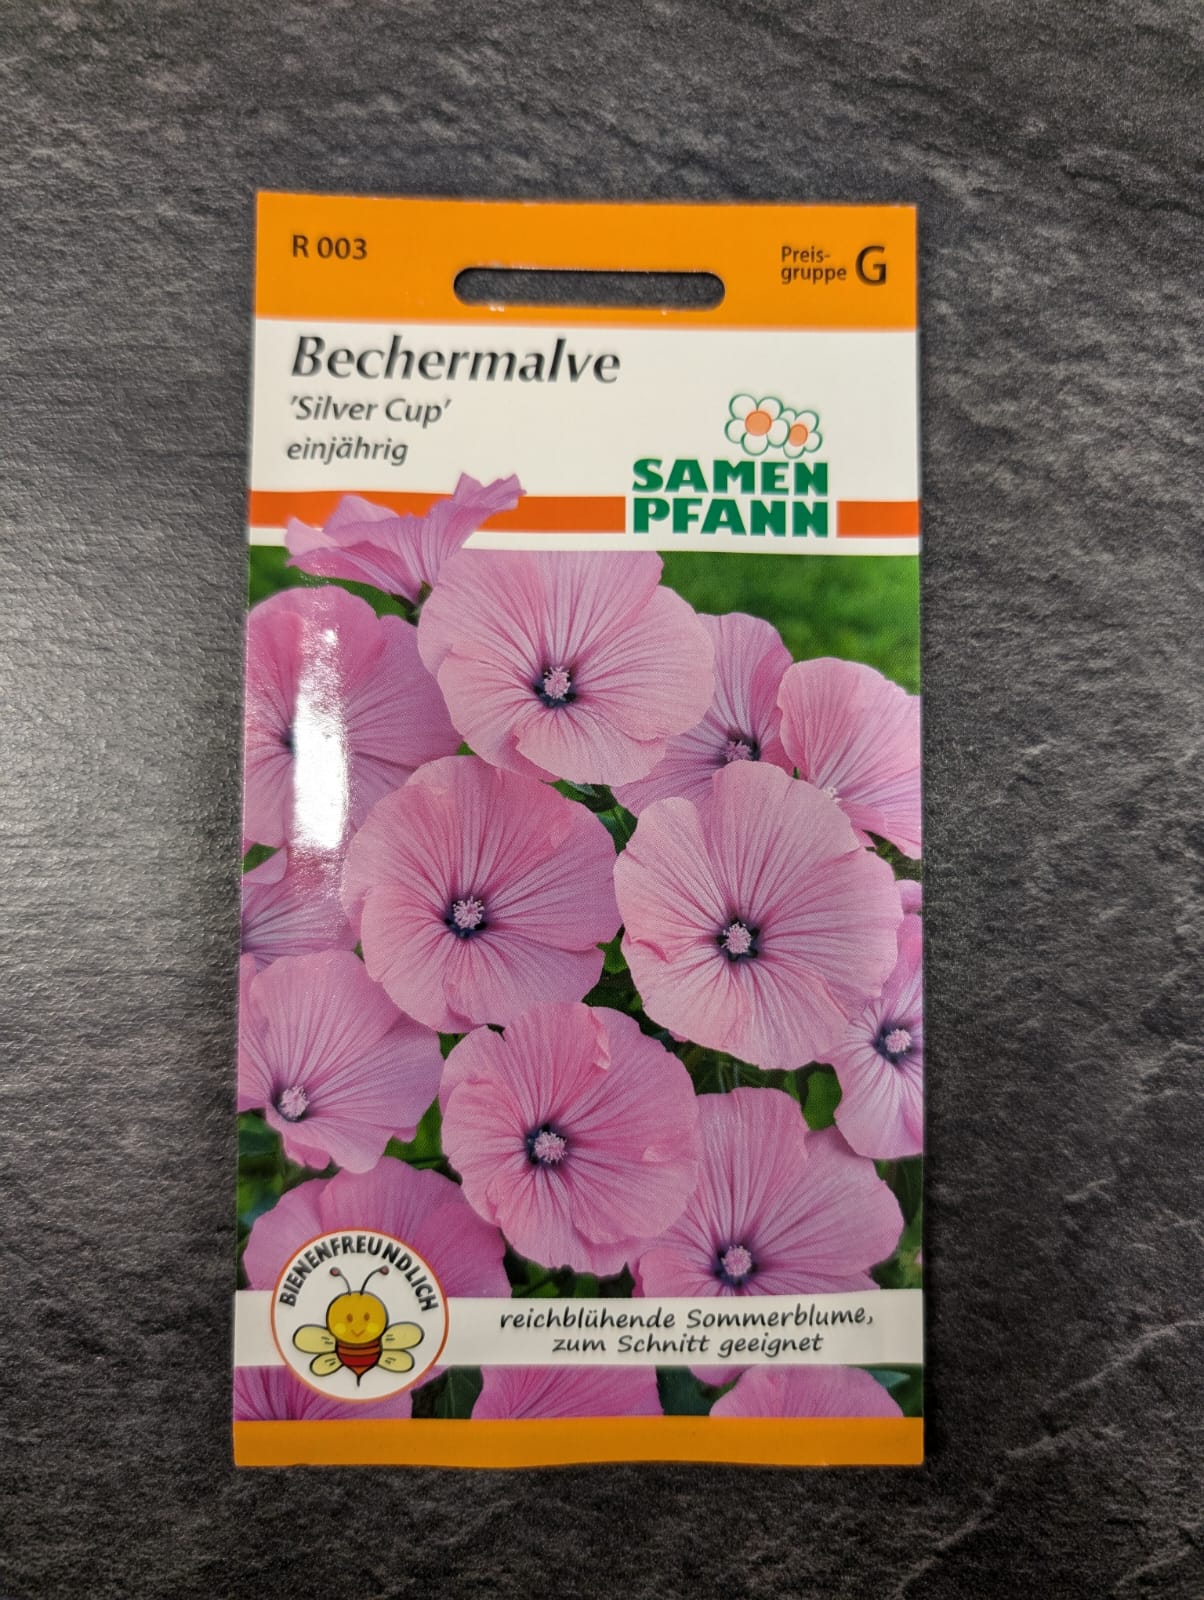 R 003
Preis-
gruppe G
Bechermalve
'Silver Cup'
einjährig
SAMEN
PFANN
BIENENFREUNDLICH
reichblühende Sommerblume,
zum Schnitt geeignet